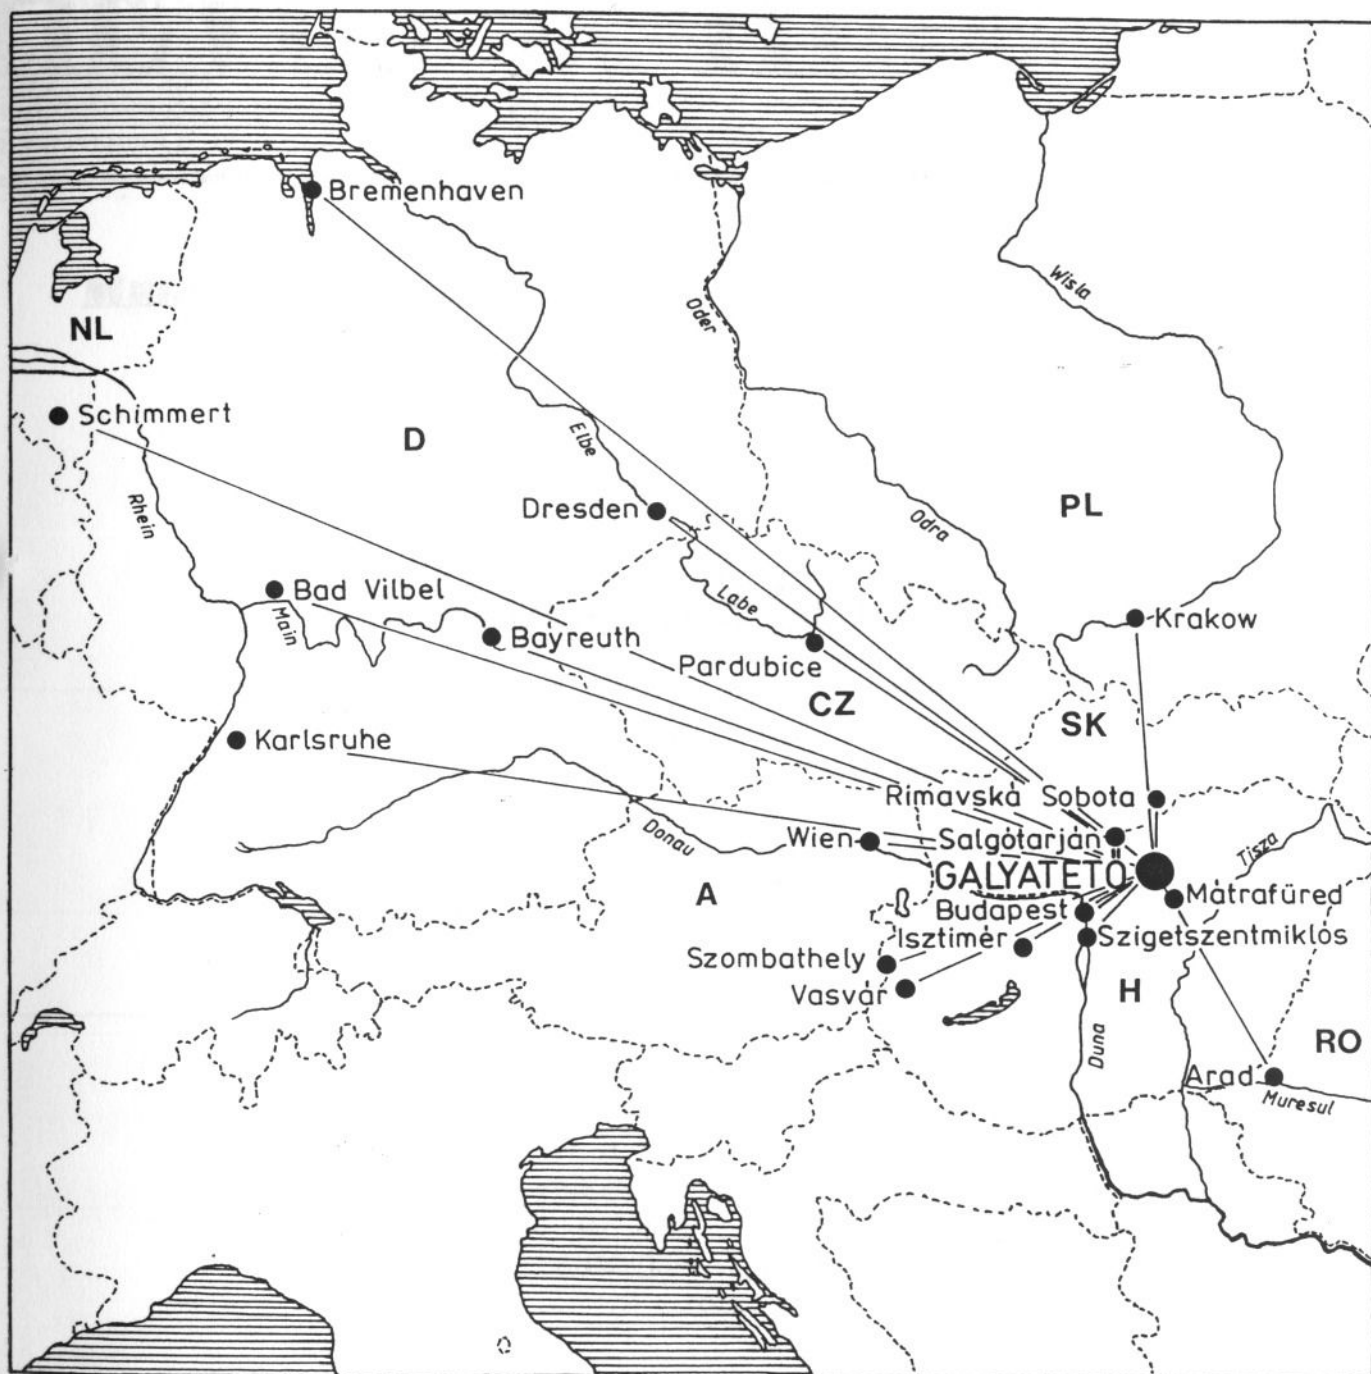 Bremenhaven
Wisla
NL
Oder
Schimmert
D
Elbe
Rhein
Dresden
Odra
PL
Bad Vilbel
Main
Labe
Krakow
Bayreuth
Pardubice
CZ
SK
Karlsruhe
Rimavská Sobota
Donau
Wien
Salgótarján
Tisza
GALYATETŐ
A
Mátrafüred
Budapest
Isztimér
Szigetszentmiklós
Szombathely
Vasvár
H
Duna
RO
Arad
Muresul